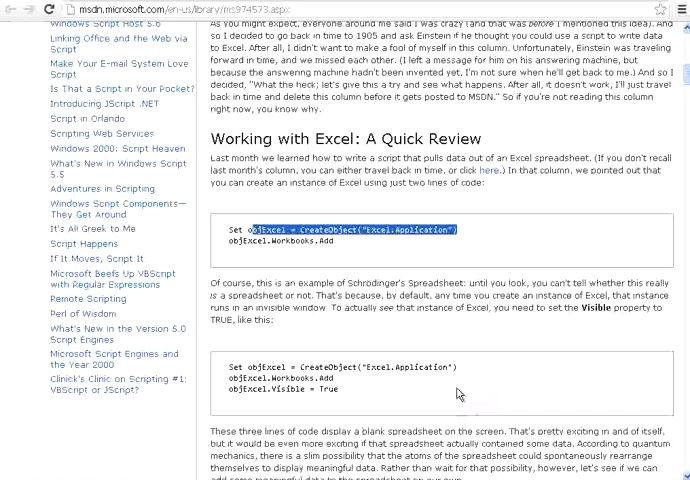 msdn.microsoft.com/en-us/library/ms974573.aspx
Windows Script Host 5.6
Linking Office and the Web via
Script
Make Your E-mail System Love
Script
Is That a Script in Your Pocket?
Introducing JScript .NET
Script in Orlando
Scripting Web Services
Windows 2000: Script Heaven
What's New in Windows Script
5.5
Adventures in Scripting
Windows Script Components—
They Get Around
It's All Greek to Me
Script Happens
If It Moves, Script It
Microsoft Beefs Up VBScript
with Regular Expressions
Remote Scripting
Perl of Wisdom
What's New in the Version 5.0
Script Engines
Microsoft Script Engines and
the Year 2000
Clinick's Clinic on Scripting #1:
VBScript or JScript?
As you might expect, everyone around me said I was crazy (and that was before I mentioned this idea). And
so I decided to go back in time to 1905 and ask Einstein if he thought you could use a script to write data
to Excel. After all, I didn't want to make a fool of myself in this column. Unfortunately, Einstein was traveling
forward in time, and we missed each other. (I left a message for him on his answering machine, but
because the answering machine hadn't been invented yet, I'm not sure when he'll get back to me.) And so I
decided, "What the heck; let's give this a try and see what happens. After all, if it doesn't work, I'll just travel
back in time and delete this column before it gets posted to MSDN." So if you're not reading this column
right now, you know why.
Working with Excel: A Quick Review
Last month we learned how to write a script that pulls data out of an Excel spreadsheet. (If you don't recall
last month's column, you can either travel back in time, or click here.) In that column, we pointed out that
you can create an instance of Excel using just two lines of code:
Set objExcel = CreateObject("Excel.Application")
objExcel.Workbooks.Add
Of course, this is an example of Schrodinger's Spreadsheet: until you look, you can't tell whether this really
is a spreadsheet or not. That's because, by default, any time you create an instance of Excel, that instance
runs in an invisible window. To actually see that instance of Excel, you need to set the Visible property to
TRUE, like this:
Set objExcel = CreateObject("Excel.Application")
objExcel.Workbooks.Add
objExcel.Visible = True
These three lines of code display a blank spreadsheet on the screen. That's pretty exciting in and of itself,
but it would be even more exciting if that spreadsheet actually contained some data. According to quantum
mechanics, there is a slim possibility that the atoms of the spreadsheet could spontaneously rearrange
themselves to display meaningful data. Rather than wait for that possibility, however, let's see if we can
add some meaningful data to the spreadsheet on our own.